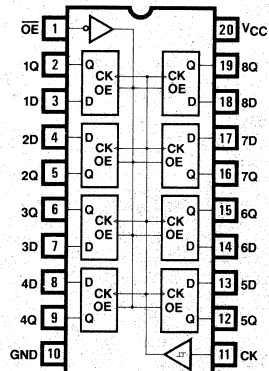 OE 1 20 VCC
1Q 2 Q Q 19 8Q
CK CK
1D 3 D OE OE D 18 8D
2D 4 D D 17 7D
CK CK
2Q 5 Q OE OE Q 16 7Q
3Q 6 Q Q 15 6Q
CK CK
3D 7 D OE OE D 14 6D
4D 8 D D 13 5D
CK CK
4Q 9 Q OE OE Q 12 5Q
GND 10 11 CK